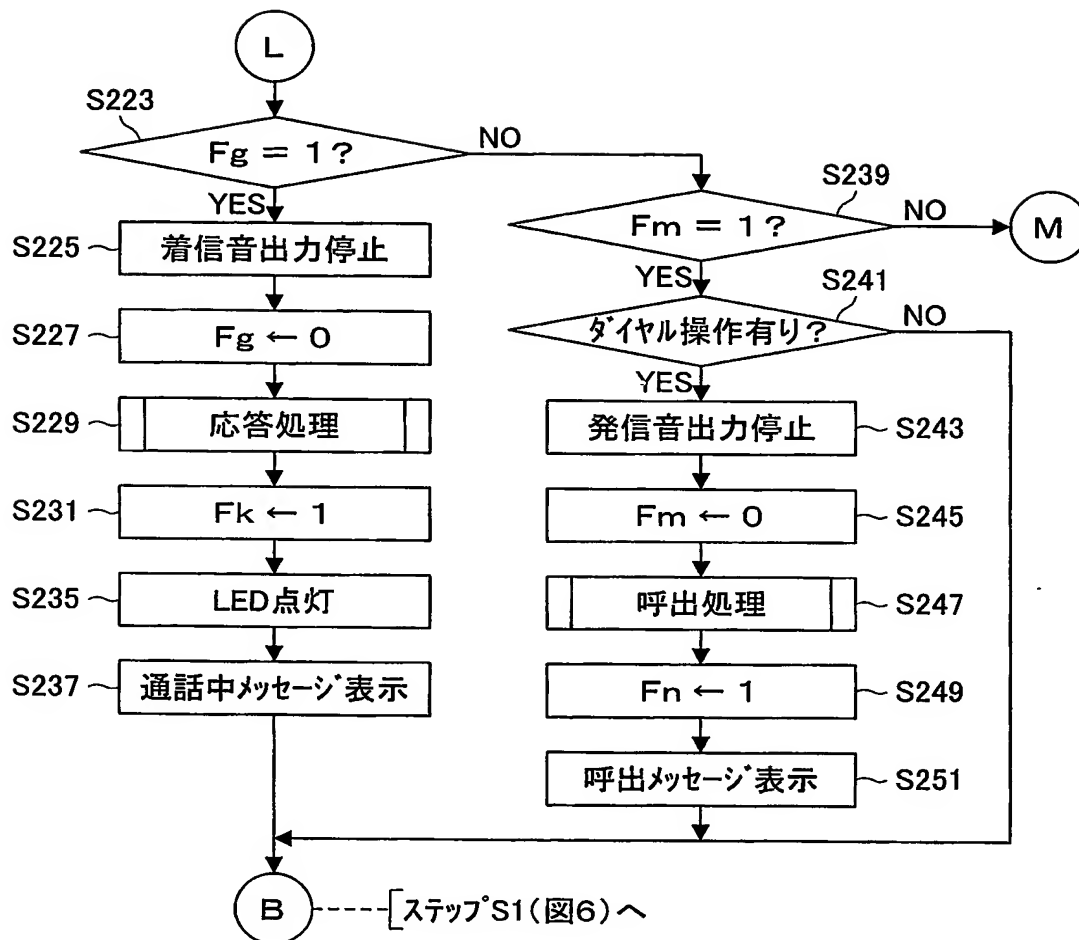 L
S223
Fg = 1?
NO
YES
S225
着信音出力停止
S227
Fg ← 0
S229
応答処理
S231
Fk ← 1
S235
LED点灯
S237
通話中メッセージ表示
S239
Fm = 1?
NO
M
YES
S241
ダイヤル操作有り?
NO
YES
発信音出力停止
S243
Fm ← 0
S245
呼出処理
S247
Fn ← 1
S249
呼出メッセージ表示
S251
B
ステップS1(図6)へ